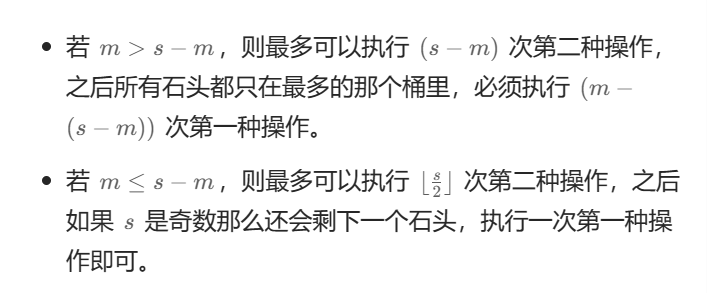 • 若 m > s − m，则最多可以执行 (s − m) 次第二种操作，
之后所有石头都只在最多的那个桶里，必须执行 (m −
(s − m)) 次第一种操作。
• 若 m ≤ s − m，则最多可以执行 ⌊s/2⌋ 次第二种操作，之后
如果 s 是奇数那么还会剩下一个石头，执行一次第一种操
作即可。